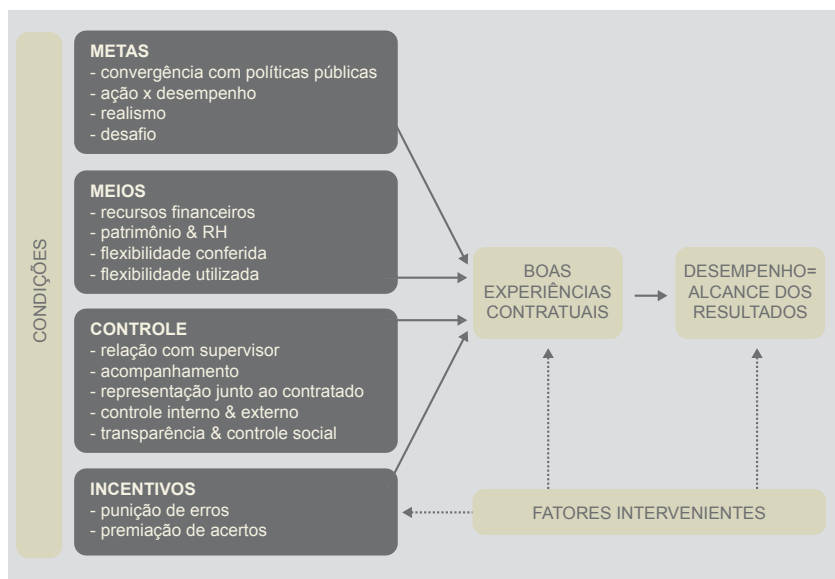 CONDIÇÕES
METAS
- convergência com políticas públicas
- ação x desempenho
- realismo
- desafio
MEIOS
- recursos financeiros
- patrimônio & RH
- flexibilidade conferida
- flexibilidade utilizada
CONTROLE
- relação com supervisor
- acompanhamento
- representação junto ao contratado
- controle interno & externo
- transparência & controle social
INCENTIVOS
- punição de erros
- premiação de acertos
BOAS
EXPERIÊNCIAS
CONTRATUAIS
DESEMPENHO=
ALCANCE DOS
RESULTADOS
FATORES INTERVENIENTES